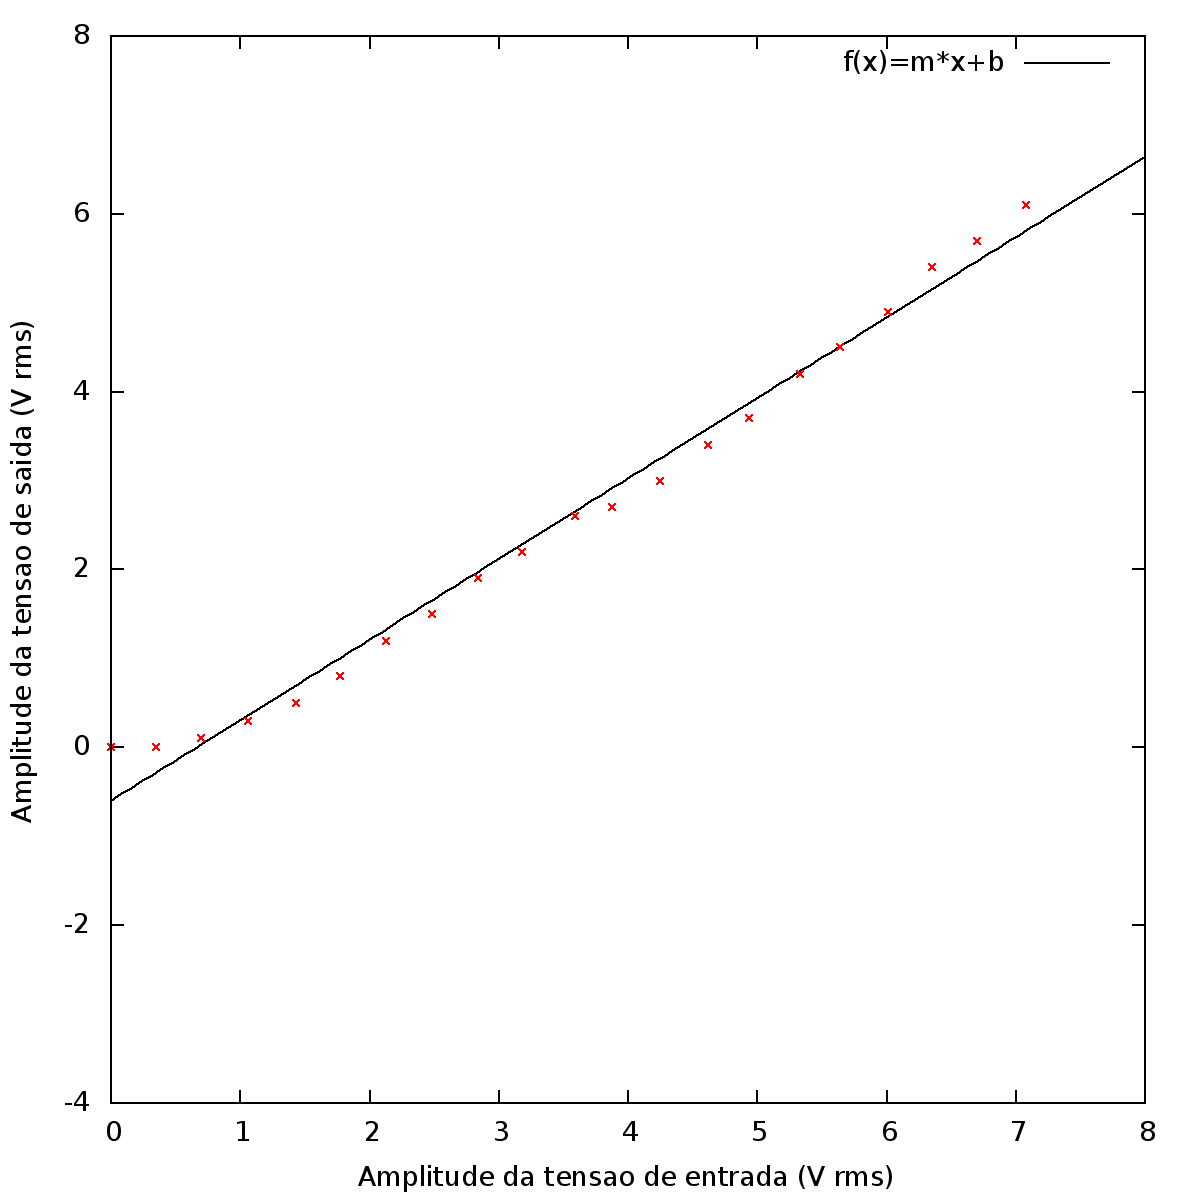 f(x)=m*x+b
8
6
4
2
0
-2
-4
0 1 2 3 4 5 6 7 8
Amplitude da tensao de saida (V rms)
Amplitude da tensao de entrada (V rms)